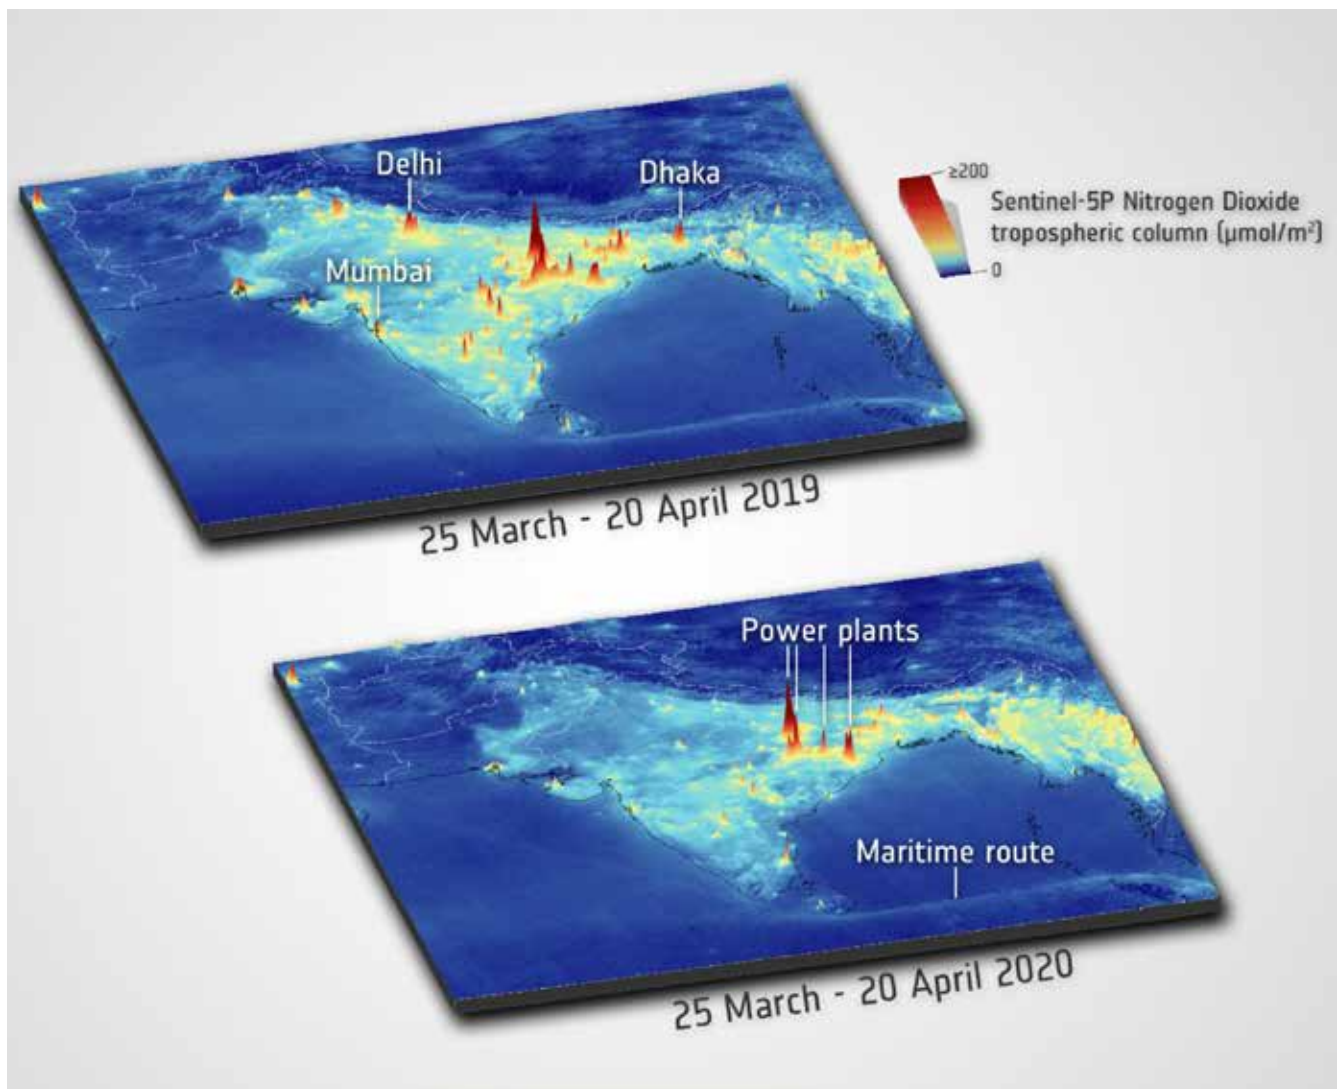 Delhi
Dhaka
Mumbai
≥200
Sentinel-5P Nitrogen Dioxide
tropospheric column (µmol/m²)
0
25 March - 20 April 2019
Power plants
Maritime route
25 March - 20 April 2020